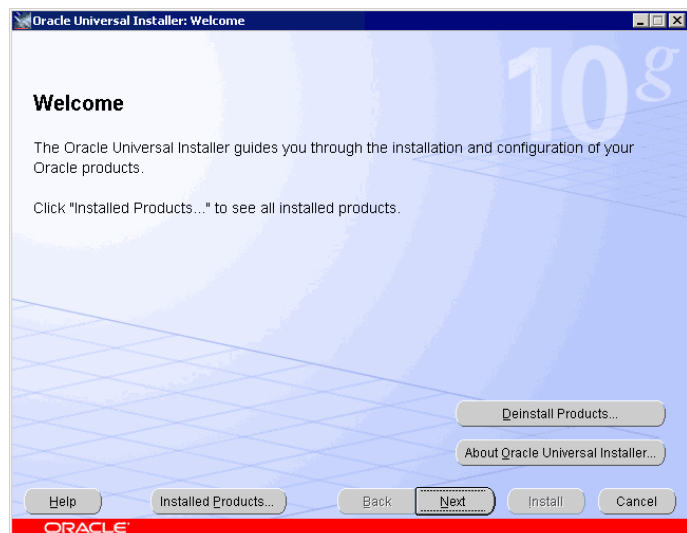 Oracle Universal Installer: Welcome
10g
Welcome
The Oracle Universal Installer guides you through the installation and configuration of your
Oracle products.
Click "Installed Products..." to see all installed products.
Deinstall Products...
About Oracle Universal Installer...
Help Installed Products... Back Next Install Cancel
ORACLE